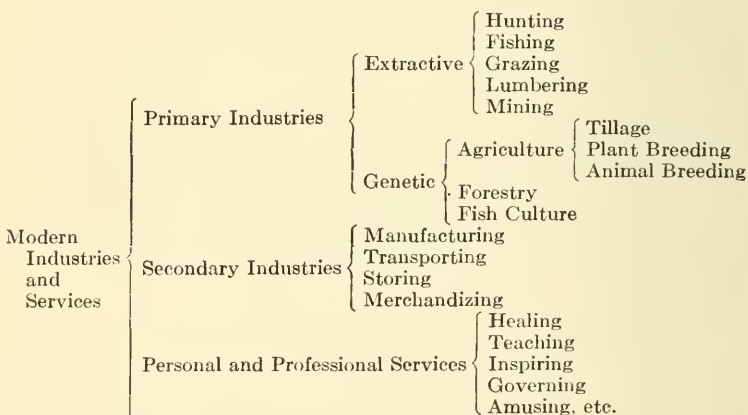 Modern
Industries
and
Services
Primary Industries
Extractive
Hunting
Fishing
Grazing
Lumbering
Mining
Genetic
Agriculture
Tillage
Plant Breeding
Animal Breeding
Forestry
Fish Culture
Secondary Industries
Manufacturing
Transporting
Storing
Merchandizing
Personal and Professional Services
Healing
Teaching
Inspiring
Governing
Amusing, etc.